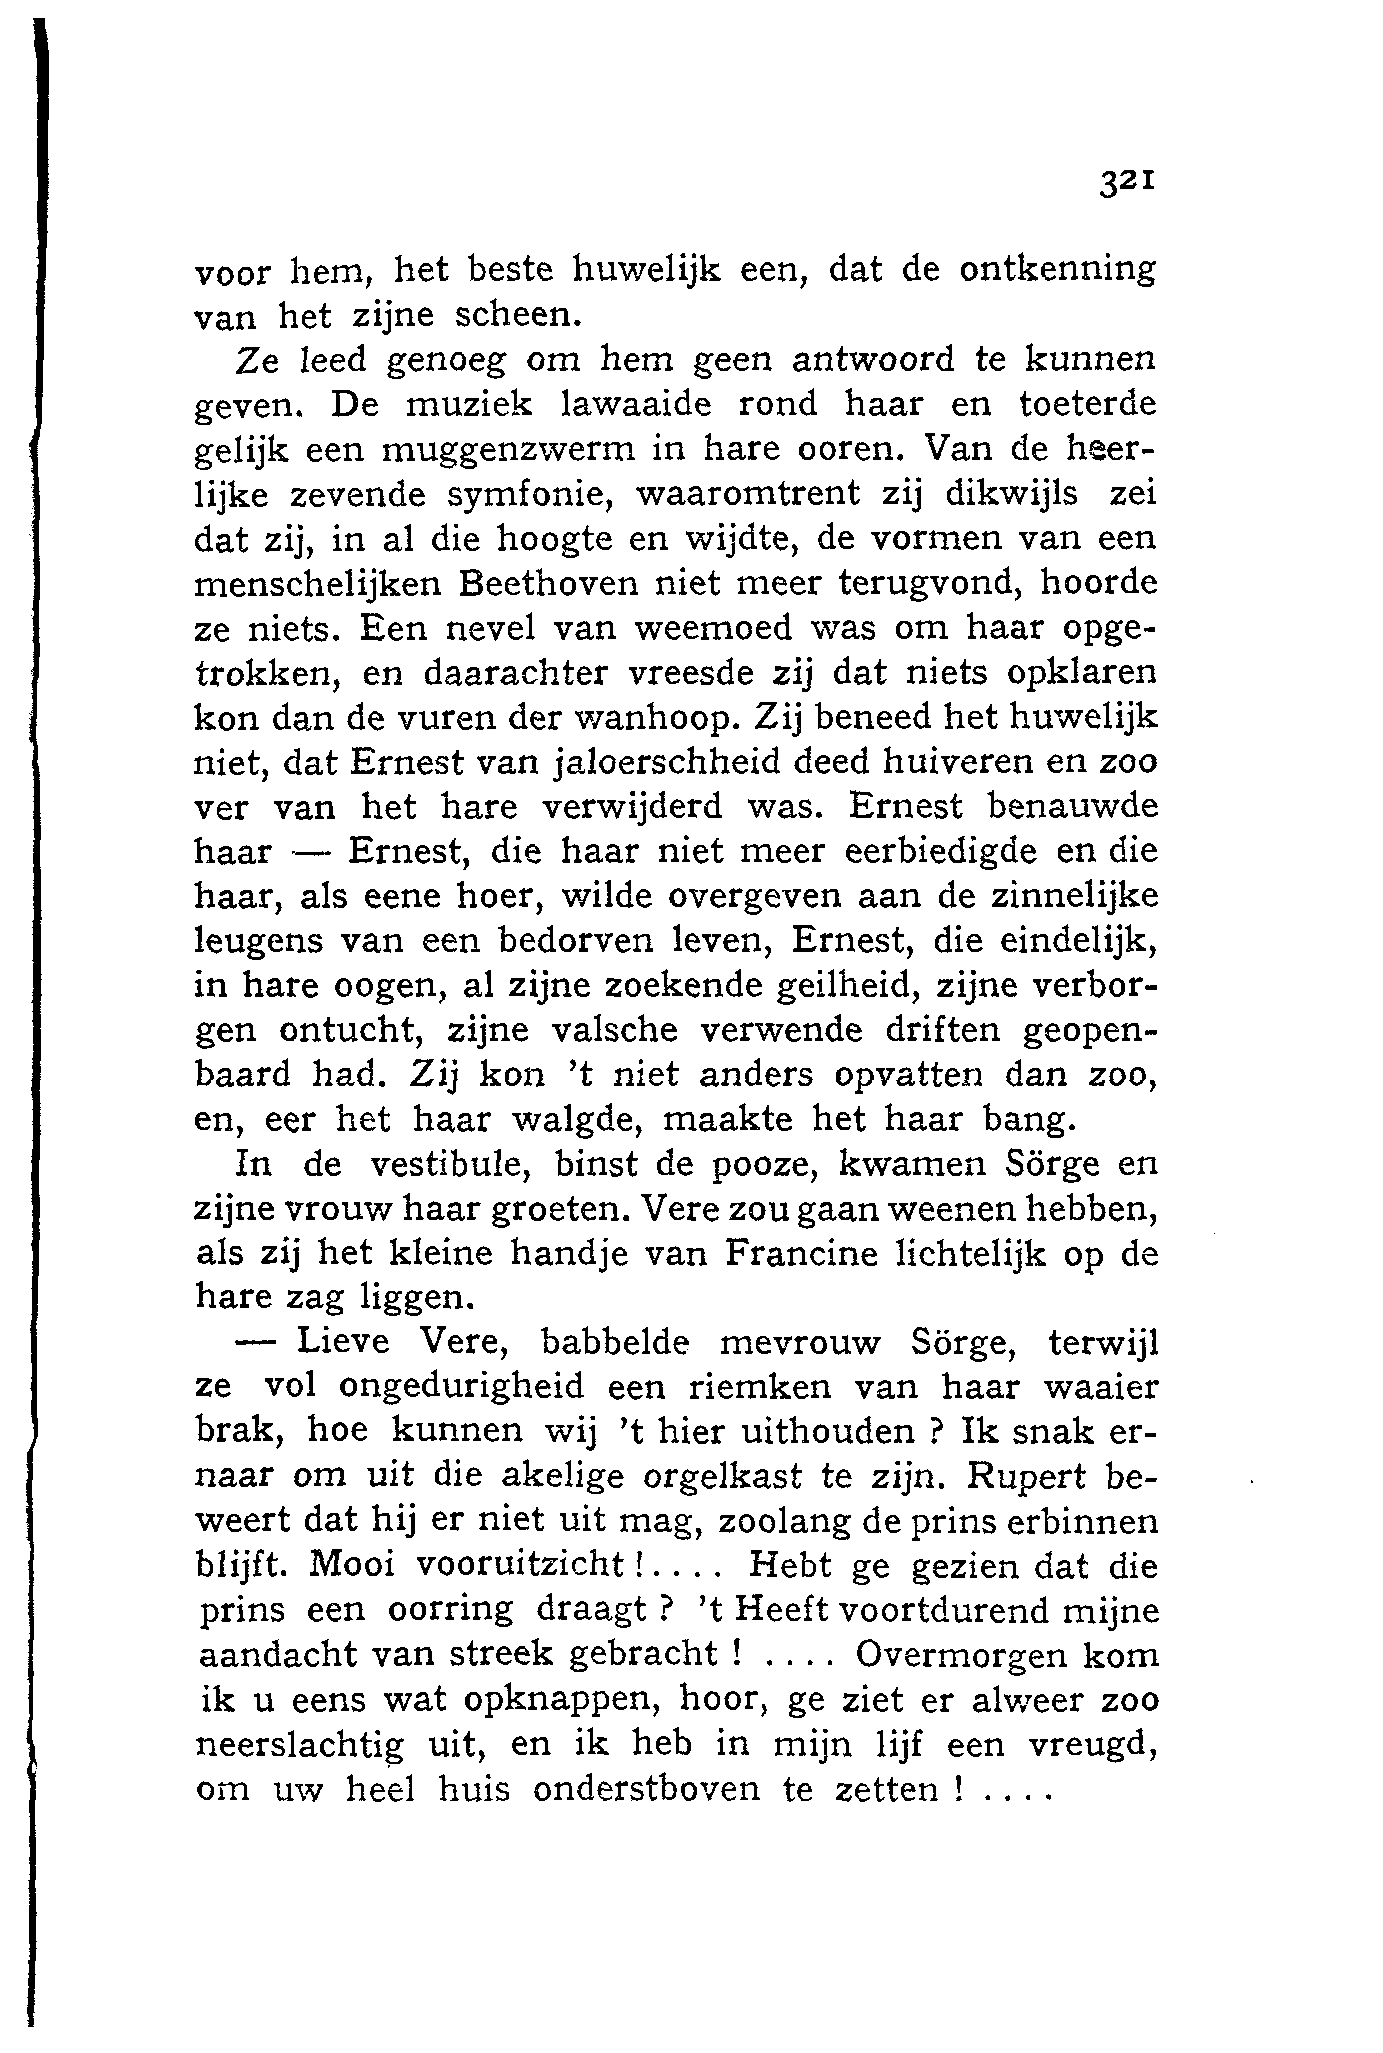 321
voor hem, het beste huwelijk een, dat de ontkenning
van het zijne scheen.
Ze leed genoeg om hem geen antwoord te kunnen
geven. De muziek lawaaide rond haar en toeterde
gelijk een muggenzwerm in hare ooren. Van de heer-
lijke zevende symfonie, waaromtrent zij dikwijls zei
dat zij, in al die hoogte en wijdte, de vormen van een
menschelijken Beethoven niet meer terugvond, hoorde
ze niets. Een nevel van weemoed was om haar opge-
trokken, en daarachter vreesde zij dat niets opklaren
kon dan de vuren der wanhoop. Zij beneed het huwelijk
niet, dat Ernest van jaloerschheid deed huiveren en zoo
ver van het hare verwijderd was. Ernest benauwde
haar — Ernest, die haar niet meer eerbiedigde en die
haar, als eene hoer, wilde overgeven aan de zinnelijke
leugens van een bedorven leven, Ernest, die eindelijk,
in hare oogen, al zijne zoekende geilheid, zijne verbor-
gen ontucht, zijne valsche verwende driften geopen-
baard had. Zij kon 't niet anders opvatten dan zoo,
en, eer het haar walgde, maakte het haar bang.
In de vestibule, binst de pooze, kwamen Sörge en
zijne vrouw haar groeten. Vere zou gaan weenen hebben,
als zij het kleine handje van Francine lichtelijk op de
hare zag liggen.
— Lieve Vere, babbelde mevrouw Sörge, terwijl
ze vol ongedurigheid een riemken van haar waaier
brak, hoe kunnen wij 't hier uithouden ? Ik snak er-
naar om uit die akelige orgelkast te zijn. Rupert be-
weert dat hij er niet uit mag, zoolang de prins erbinnen
blijft. Mooi vooruitzicht !.... Hebt ge gezien dat die
prins een oorring draagt ? 't Heeft voortdurend mijne
aandacht van streek gebracht ! .... Overmorgen kom
ik u eens wat opknappen, hoor, ge ziet er alweer zoo
neerslachtig uit, en ik heb in mijn lijf een vreugd,
om uw heel huis onderstboven te zetten ! ....